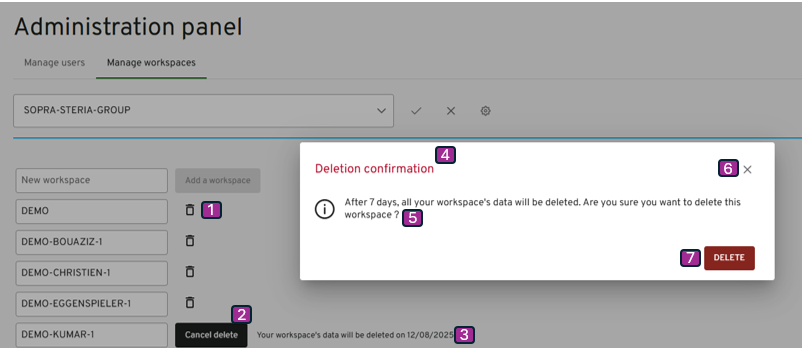 Administration panel
Manage users Manage workspaces
SOPRA-STERIA-GROUP
4
Deletion confirmation
6
New workspace Add a workspace
After 7 days, all your workspace's data will be deleted. Are you sure you want to delete this
workspace ? 5
DEMO 1
DEMO-BOUAZIZ-1
7 DELETE
DEMO-CHRISTIEN-1
DEMO-EGGENSPIELER-1
2
DEMO-KUMAR-1 Cancel delete Your workspace's data will be deleted on 12/08/2025 3